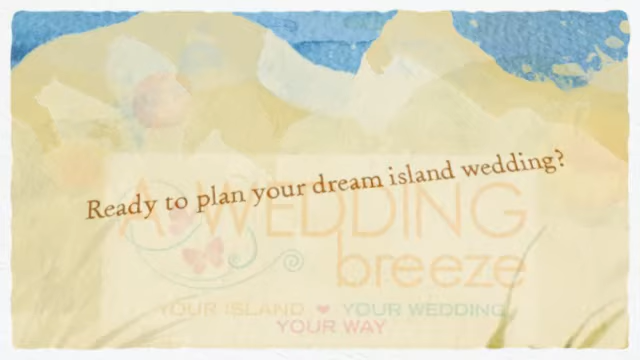 Ready to plan your dream island wedding?
A WEDDING
breeze
YOUR ISLAND ♥ YOUR WEDDING
YOUR WAY